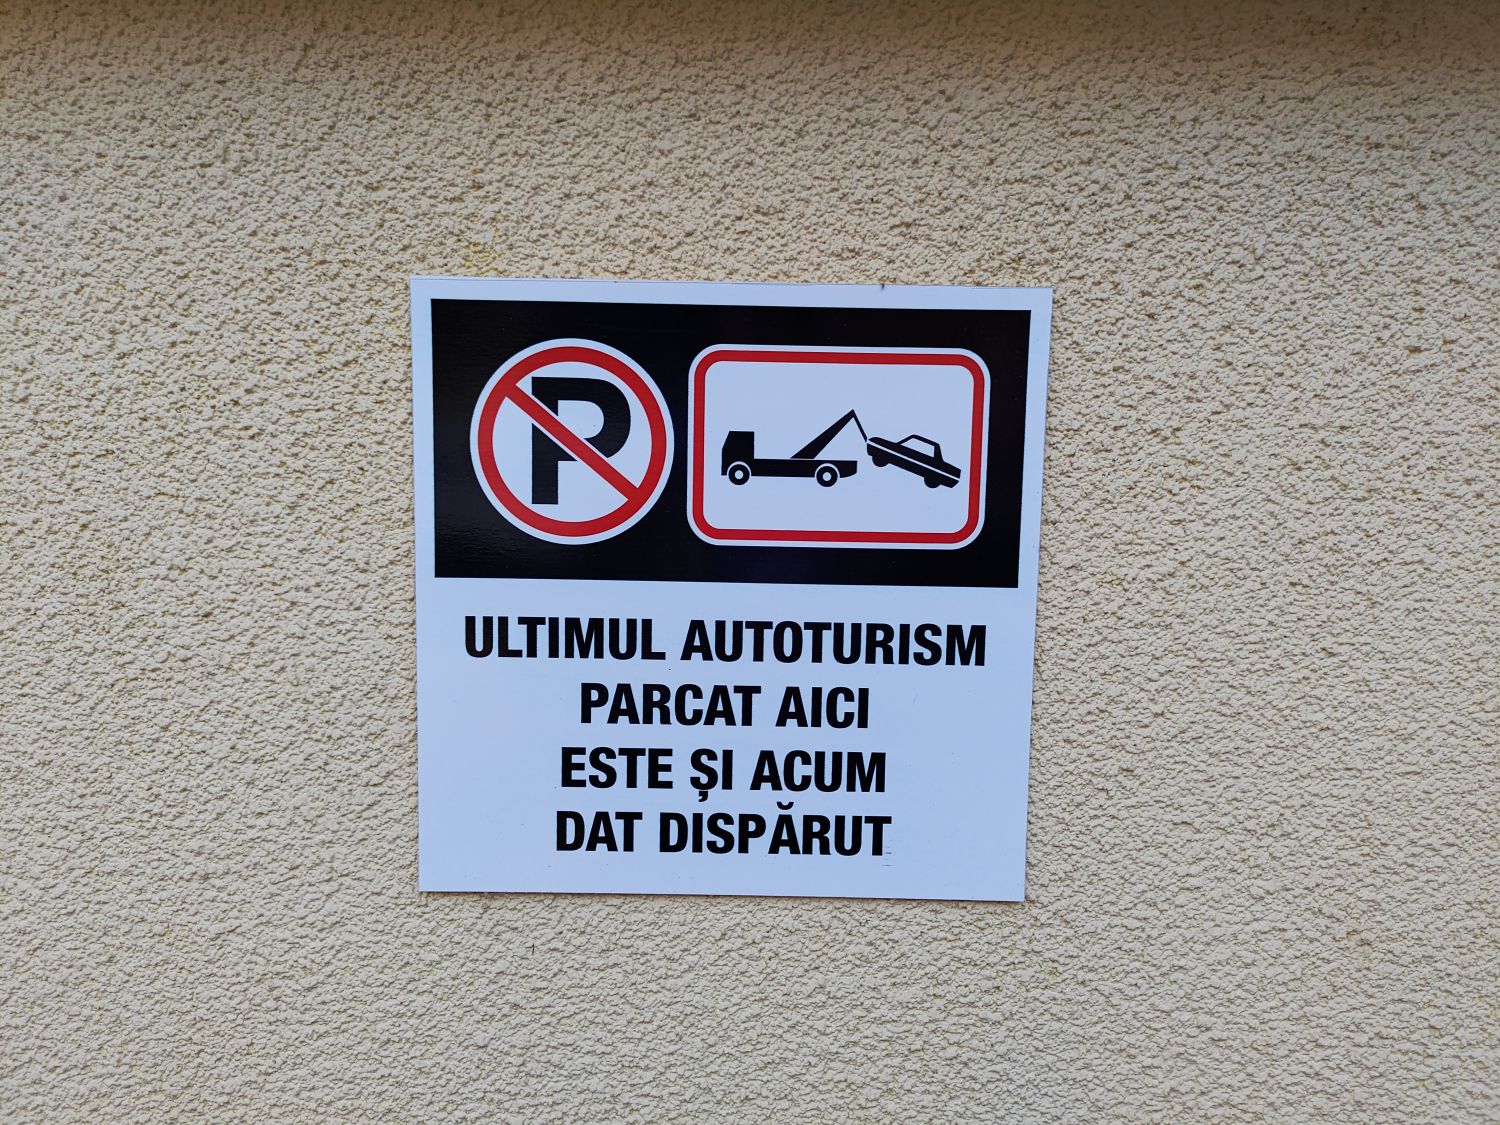 P
ULTIMUL AUTOTURISM
PARCAT AICI
ESTE ȘI ACUM
DAT DISPĂRUT